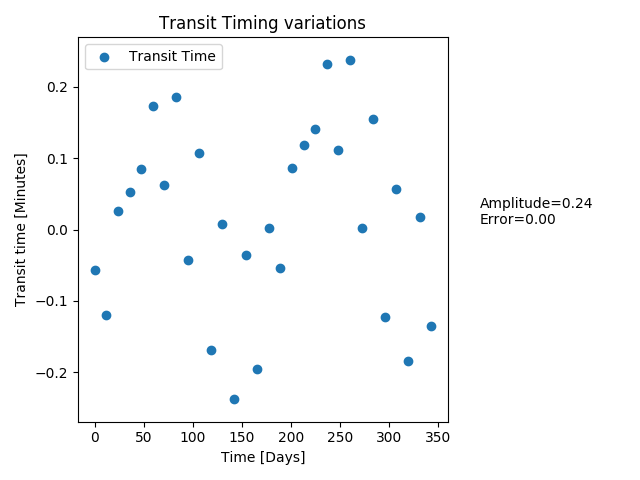 Transit Timing variations
Transit Time
0.2
0.1
0.0
−0.1
−0.2
Transit time [Minutes]
0
50
100
150
200
250
300
350
Time [Days]
Amplitude=0.24
Error=0.00